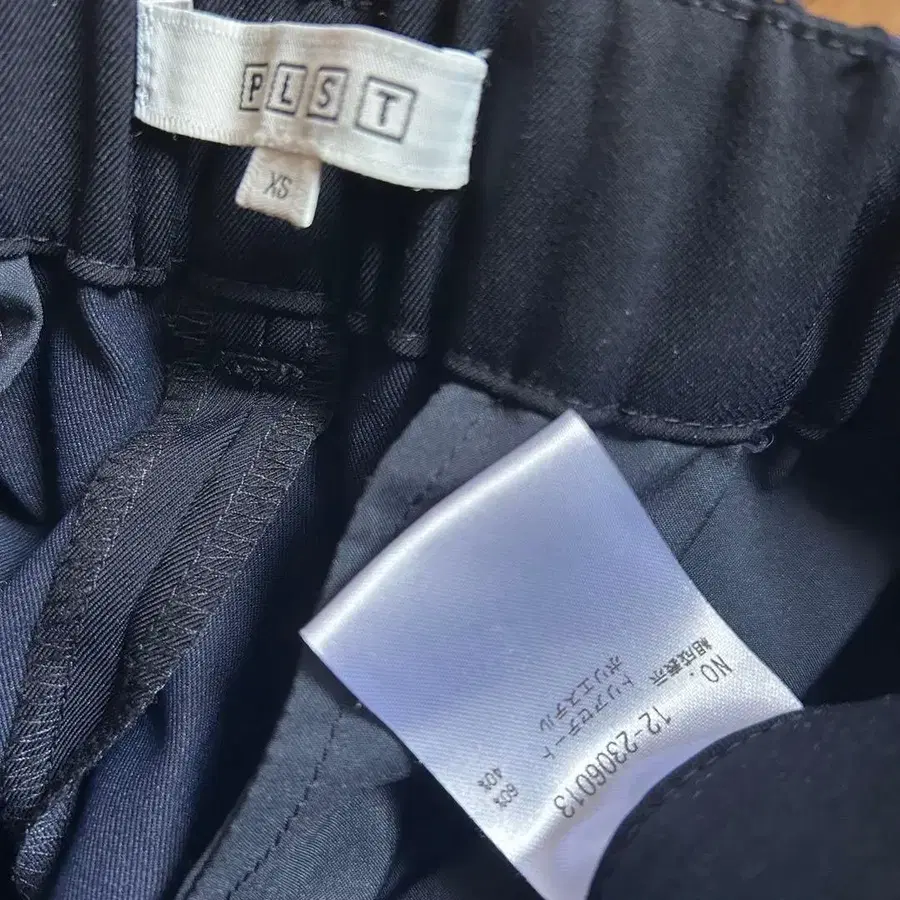 PLST
XS
NO. 12-2306013
組成表示
トリアセテート 60%
ポリエステル 40%